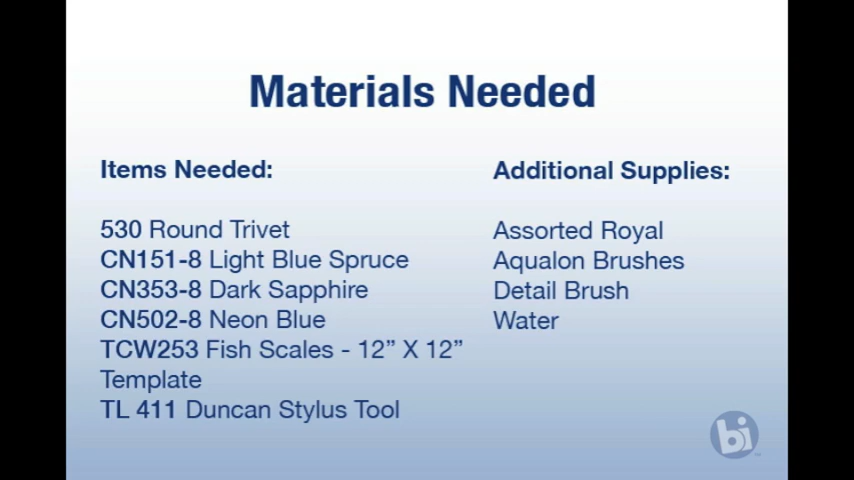 Materials Needed
Items Needed:
530 Round Trivet
CN151-8 Light Blue Spruce
CN353-8 Dark Sapphire
CN502-8 Neon Blue
TCW253 Fish Scales - 12” X 12”
Template
TL 411 Duncan Stylus Tool
Additional Supplies:
Assorted Royal
Aqualon Brushes
Detail Brush
Water
bi